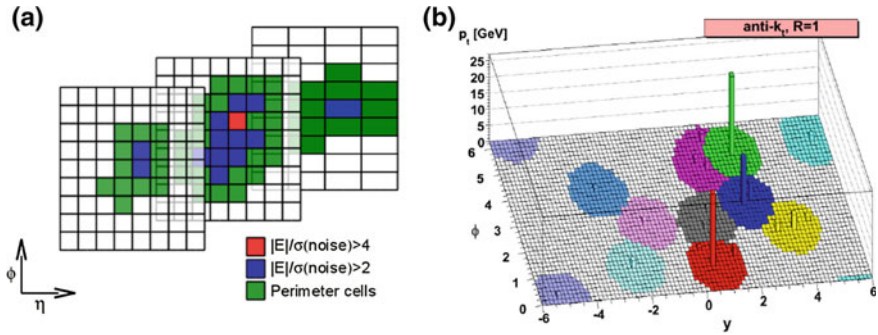 (a)
|E|/σ(noise)>4
|E|/σ(noise)>2
Perimeter cells
ϕ
η
(b)
p_t [GeV]
anti-k_t, R=1
25
20
15
10
5
0
6
5
4
3
2
1
0
ϕ
-6
-4
-2
0
2
4
6
y